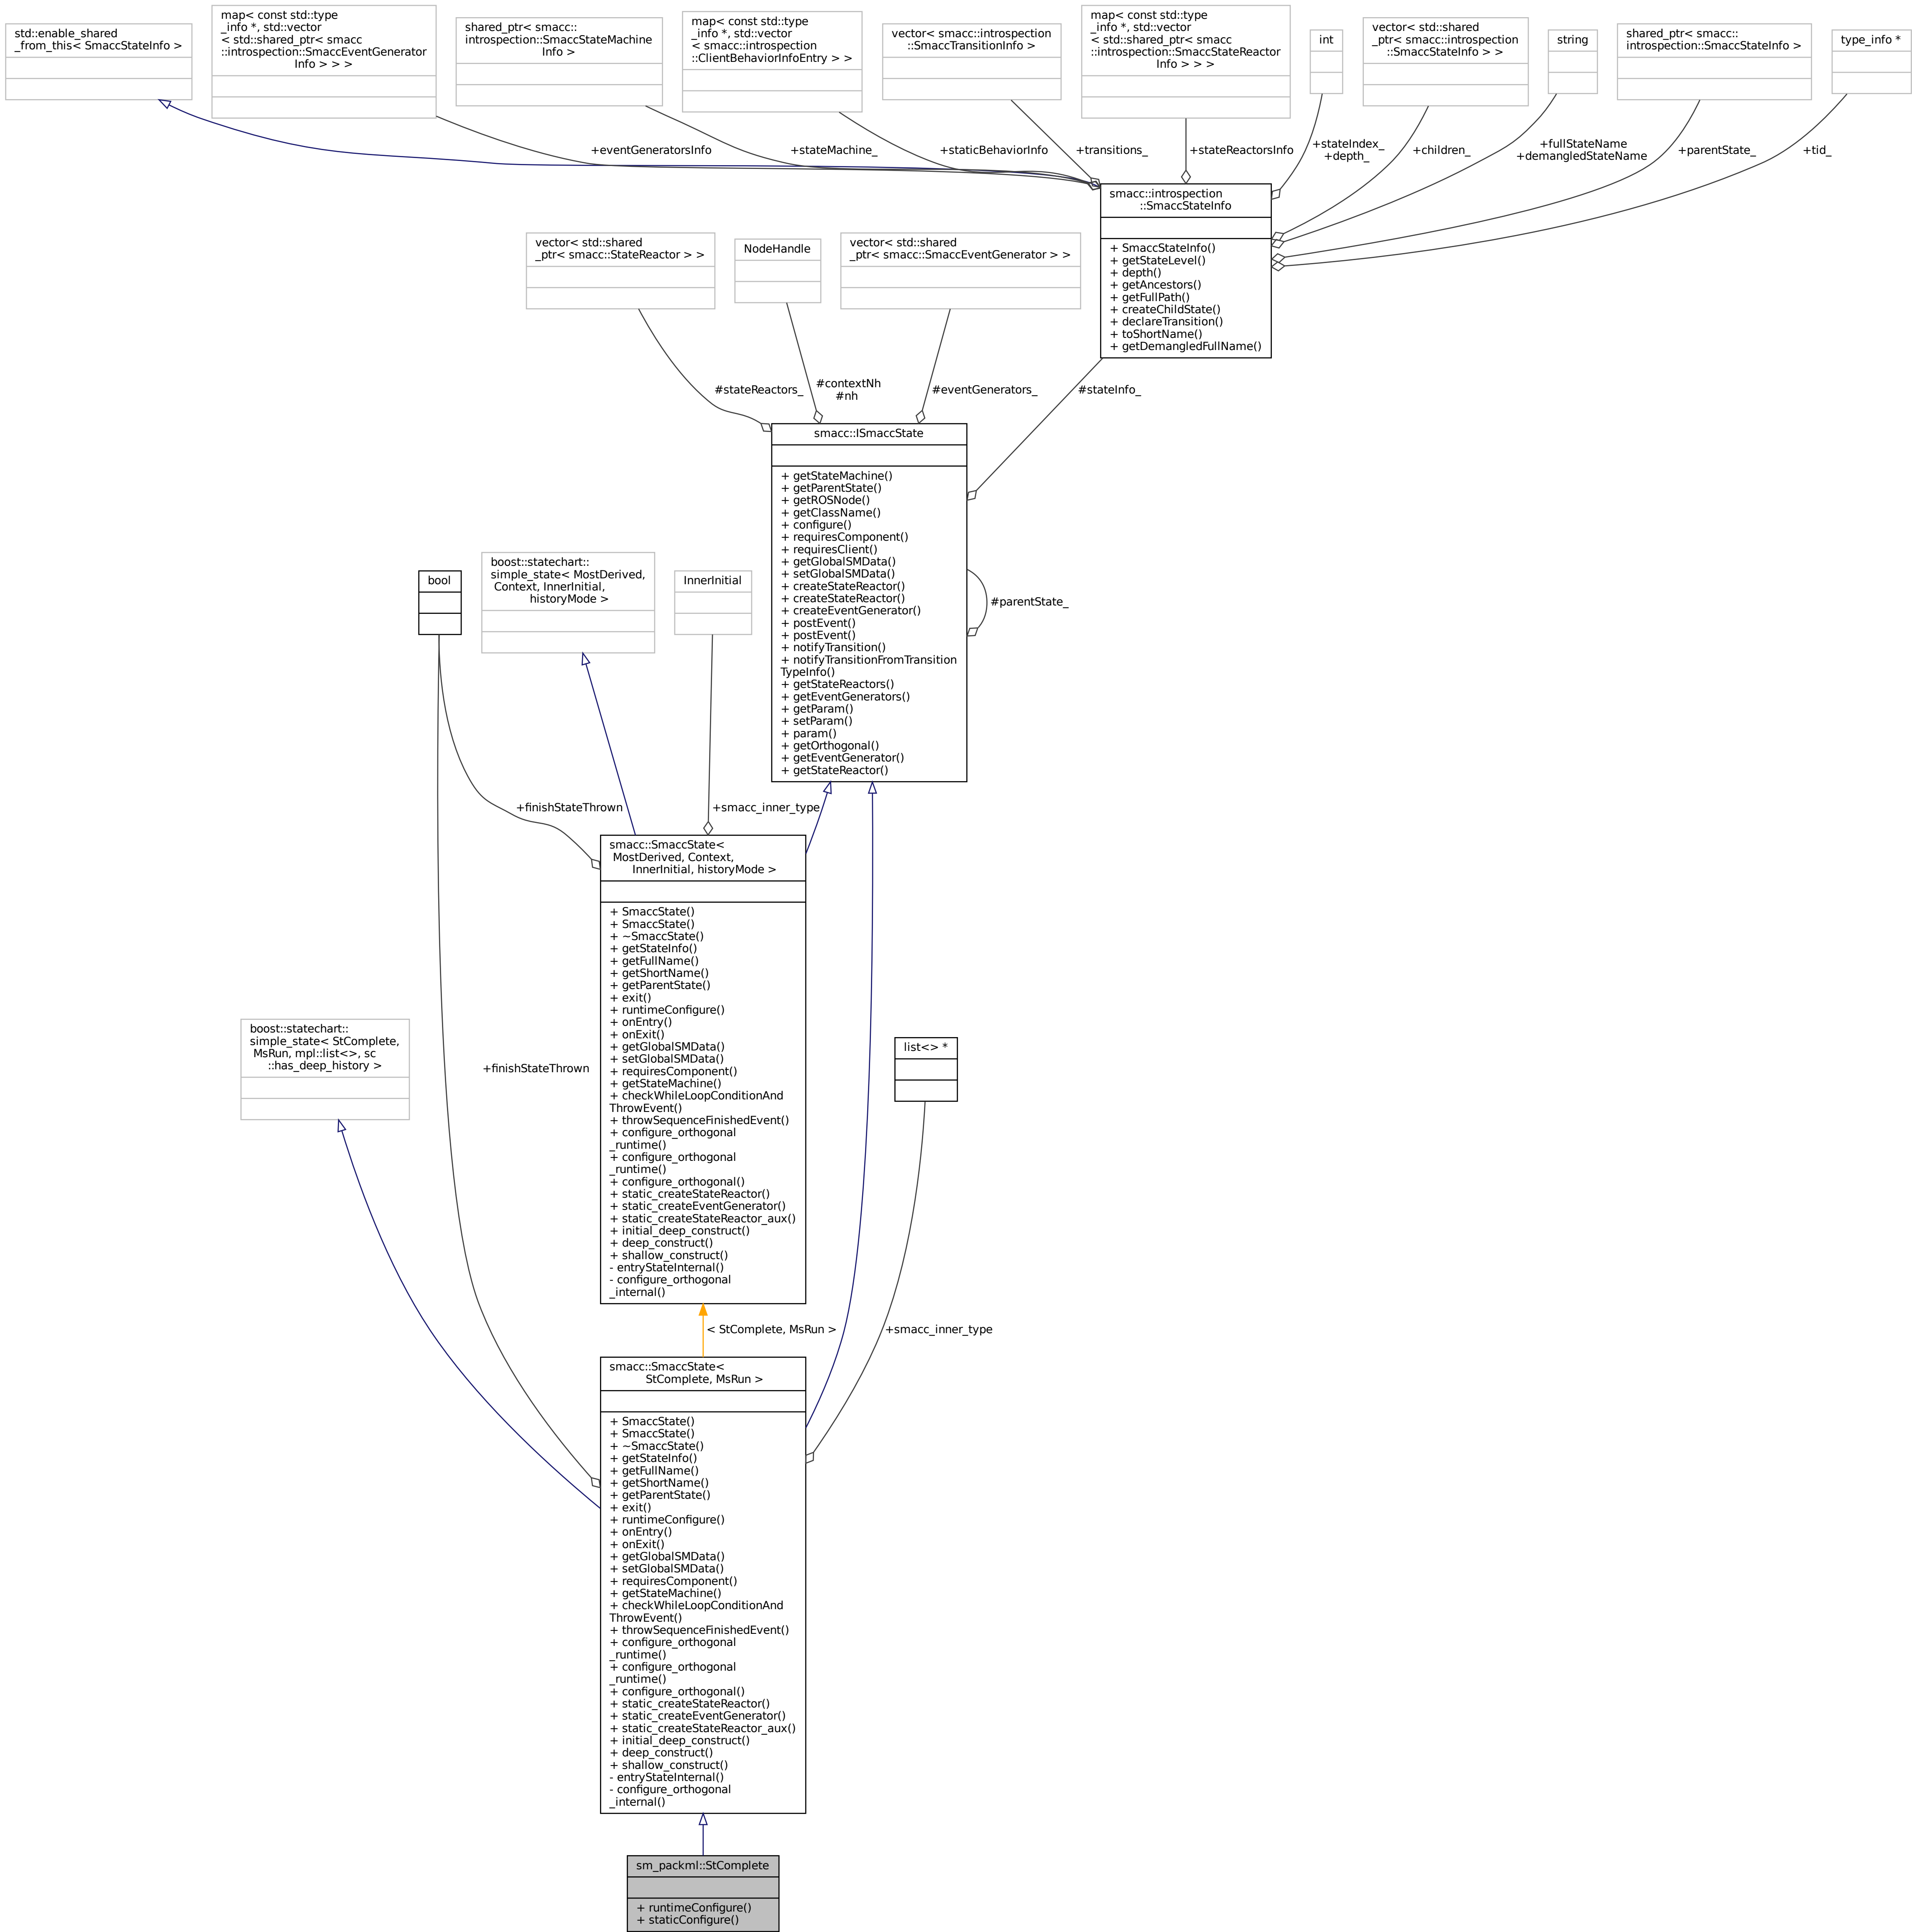 std::enable_shared
_from_this< SmaccStateInfo >
map< const std::type
_info *, std::vector
< std::shared_ptr< smacc
::introspection::SmaccEventGenerator
Info > > >
shared_ptr< smacc::
introspection::SmaccStateMachine
Info >
map< const std::type
_info *, std::vector
< smacc::introspection
::ClientBehaviorInfoEntry > >
vector< smacc::introspection
::SmaccTransitionInfo >
map< const std::type
_info *, std::vector
< std::shared_ptr< smacc
::introspection::SmaccStateReactor
Info > > >
int
vector< std::shared
_ptr< smacc::introspection
::SmaccStateInfo > >
string
shared_ptr< smacc::
introspection::SmaccStateInfo >
type_info *
+eventGeneratorsInfo
+stateMachine_
+staticBehaviorInfo
+transitions_
+stateReactorsInfo
+stateIndex_
+depth_
+children_
+fullStateName
+demangledStateName
+parentState_
+tid_
smacc::introspection
::SmaccStateInfo
+ SmaccStateInfo()
+ getStateLevel()
+ depth()
+ getAncestors()
+ getFullPath()
+ createChildState()
+ declareTransition()
+ toShortName()
+ getDemangledFullName()
vector< std::shared
_ptr< smacc::StateReactor > >
NodeHandle
vector< std::shared
_ptr< smacc::SmaccEventGenerator > >
#stateReactors_
#contextNh
#nh
#eventGenerators_
#stateInfo_
smacc::ISmaccState
+ getStateMachine()
+ getParentState()
+ getROSNode()
+ getClassName()
+ configure()
+ requiresComponent()
+ requiresClient()
+ getGlobalSMData()
+ setGlobalSMData()
+ createStateReactor()
+ createStateReactor()
+ createEventGenerator()
+ postEvent()
+ postEvent()
+ notifyTransition()
+ notifyTransitionFromTransition
TypeInfo()
+ getStateReactors()
+ getEventGenerators()
+ getParam()
+ setParam()
+ param()
+ getOrthogonal()
+ getEventGenerator()
+ getStateReactor()
#parentState_
bool
boost::statechart::
simple_state< MostDerived,
Context, InnerInitial,
historyMode >
InnerInitial
+finishStateThrown
+smacc_inner_type
smacc::SmaccState<
MostDerived, Context,
InnerInitial, historyMode >
+ SmaccState()
+ SmaccState()
+ ~SmaccState()
+ getStateInfo()
+ getFullName()
+ getShortName()
+ getParentState()
+ exit()
+ runtimeConfigure()
+ onEntry()
+ onExit()
+ getGlobalSMData()
+ setGlobalSMData()
+ requiresComponent()
+ getStateMachine()
+ checkWhileLoopConditionAnd
ThrowEvent()
+ throwSequenceFinishedEvent()
+ configure_orthogonal
_runtime()
+ configure_orthogonal
_runtime()
+ configure_orthogonal()
+ static_createStateReactor()
+ static_createEventGenerator()
+ static_createStateReactor_aux()
+ initial_deep_construct()
+ deep_construct()
+ shallow_construct()
- entryStateInternal()
- configure_orthogonal
_internal()
boost::statechart::
simple_state< StComplete,
MsRun, mpl::list<>, sc
::has_deep_history >
+finishStateThrown
list<> *
< StComplete, MsRun >
+smacc_inner_type
smacc::SmaccState<
StComplete, MsRun >
+ SmaccState()
+ SmaccState()
+ ~SmaccState()
+ getStateInfo()
+ getFullName()
+ getShortName()
+ getParentState()
+ exit()
+ runtimeConfigure()
+ onEntry()
+ onExit()
+ getGlobalSMData()
+ setGlobalSMData()
+ requiresComponent()
+ getStateMachine()
+ checkWhileLoopConditionAnd
ThrowEvent()
+ throwSequenceFinishedEvent()
+ configure_orthogonal
_runtime()
+ configure_orthogonal
_runtime()
+ configure_orthogonal()
+ static_createStateReactor()
+ static_createEventGenerator()
+ static_createStateReactor_aux()
+ initial_deep_construct()
+ deep_construct()
+ shallow_construct()
- entryStateInternal()
- configure_orthogonal
_internal()
sm_packml::StComplete
+ runtimeConfigure()
+ staticConfigure()